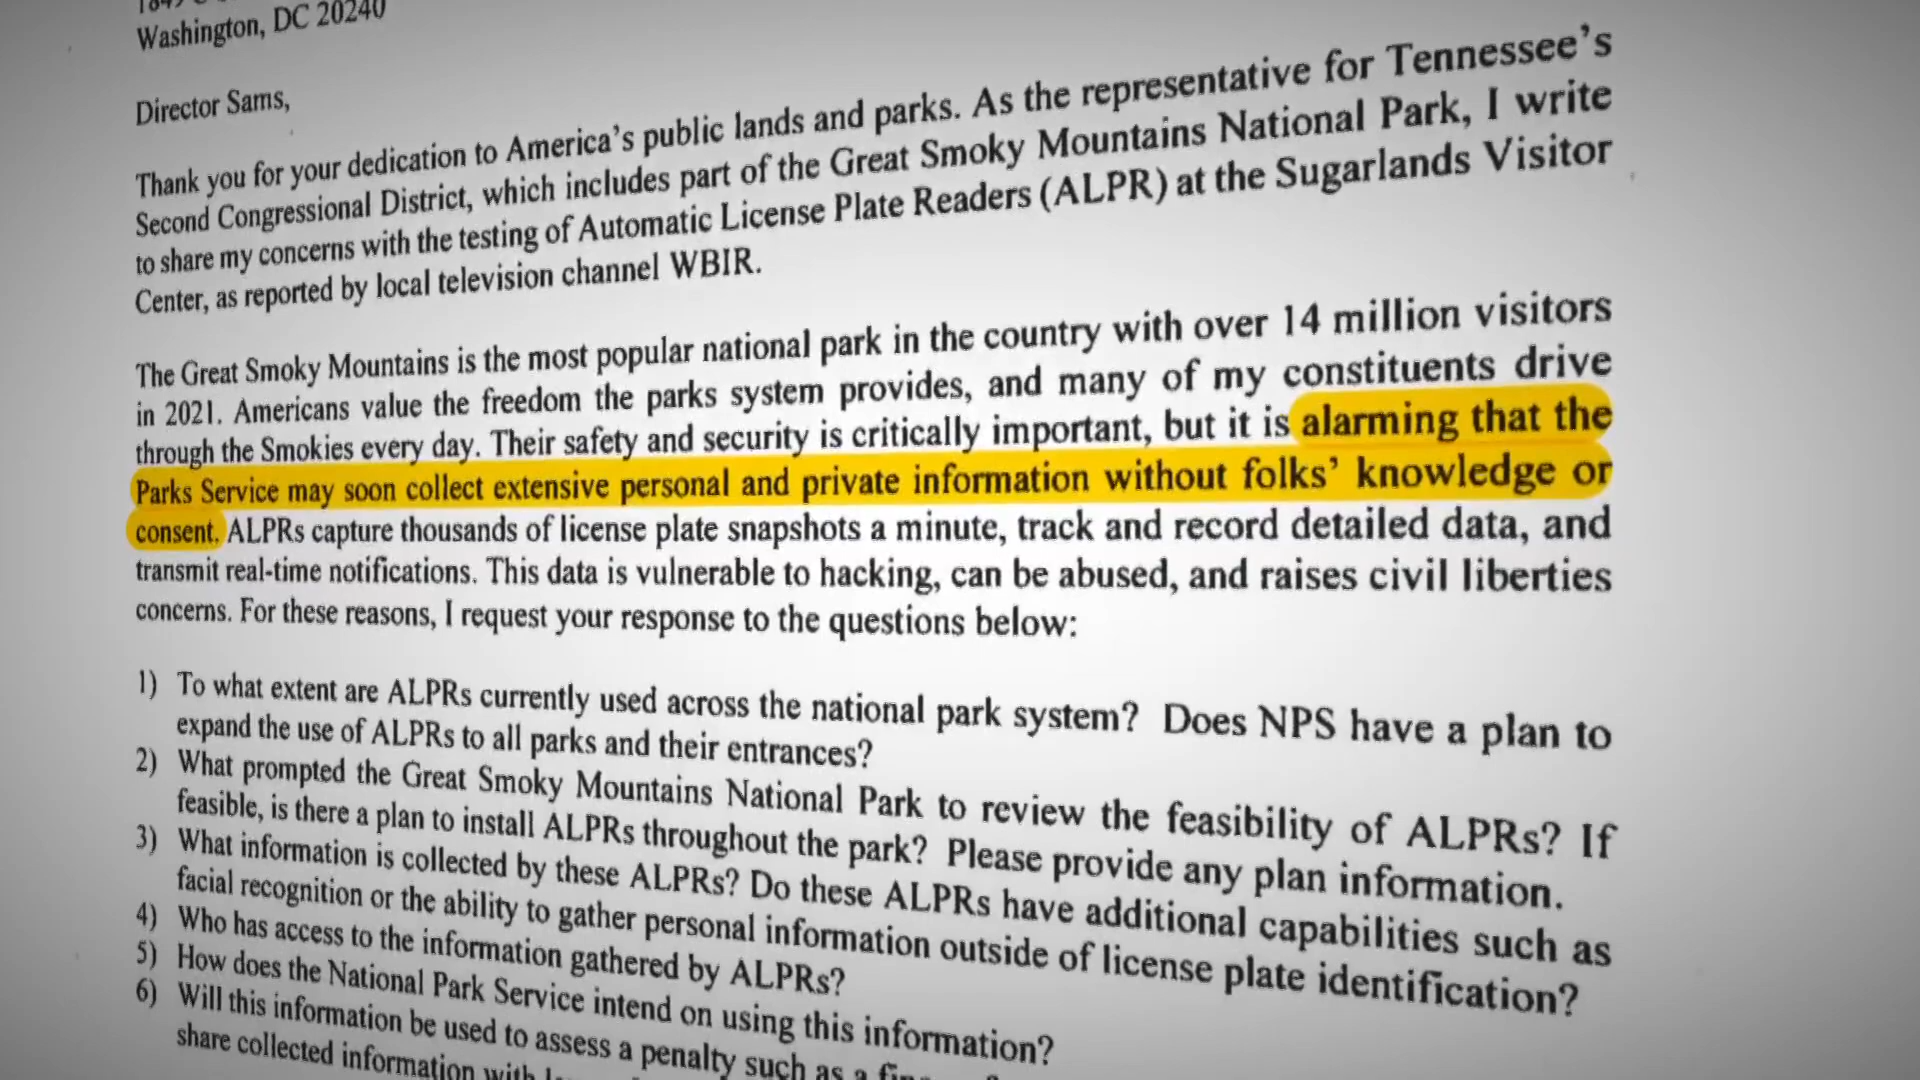 Washington, DC 20240
Director Sams,
Thank you for your dedication to America's public lands and parks. As the representative for Tennessee's
Second Congressional District, which includes part of the Great Smoky Mountains National Park, I write
to share my concerns with the testing of Automatic License Plate Readers (ALPR) at the Sugarlands Visitor
Center, as reported by local television channel WBIR.
The Great Smoky Mountains is the most popular national park in the country with over 14 million visitors
in 2021. Americans value the freedom the parks system provides, and many of my constituents drive
through the Smokies every day. Their safety and security is critically important, but it is alarming that the
Parks Service may soon collect extensive personal and private information without folks' knowledge or
consent. ALPRs capture thousands of license plate snapshots a minute, track and record detailed data, and
transmit real-time notifications. This data is vulnerable to hacking, can be abused, and raises civil liberties
concerns. For these reasons, I request your response to the questions below:
1) To what extent are ALPRs currently used across the national park system? Does NPS have a plan to
expand the use of ALPRs to all parks and their entrances?
2) What prompted the Great Smoky Mountains National Park to review the feasibility of ALPRs? If
feasible, is there a plan to install ALPRs throughout the park? Please provide any plan information.
3) What information is collected by these ALPRs? Do these ALPRs have additional capabilities such as
facial recognition or the ability to gather personal information outside of license plate identification?
4) Who has access to the information gathered by ALPRs?
5) How does the National Park Service intend on using this information?
6) Will this information be used to assess a penalty such as a
share collected information with